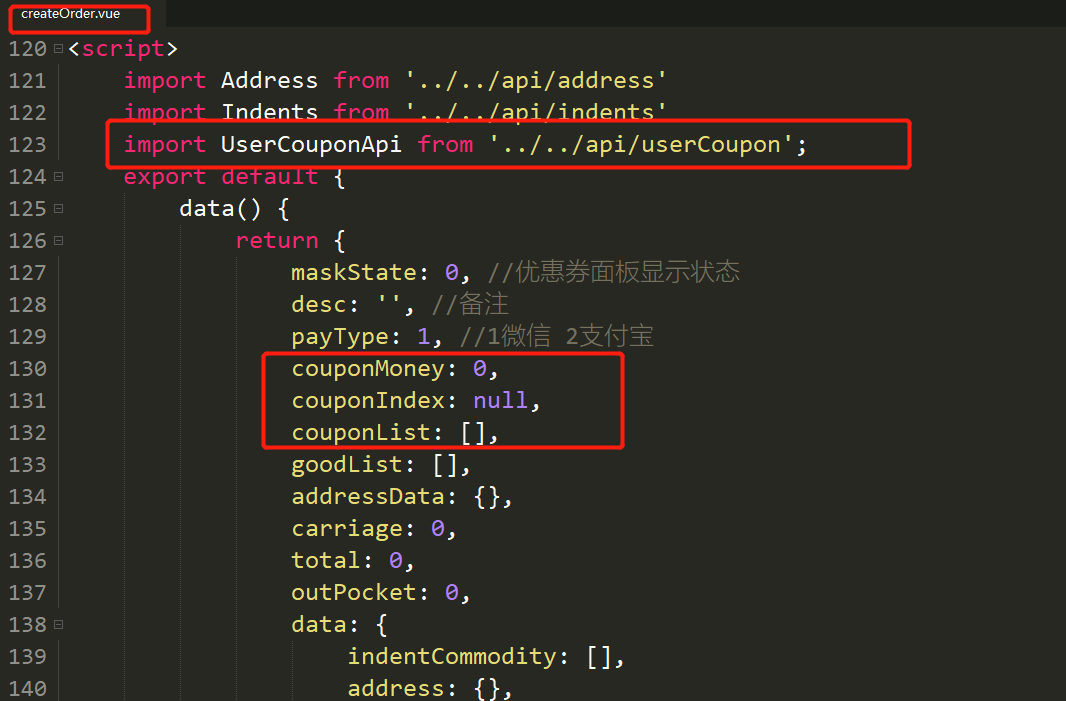 createOrder.vue
120 <script>
121 import Address from '../../api/address'
122 import Indents from '../../api/indents'
123 import UserCouponApi from '../../api/userCoupon';
124 export default {
125 data() {
126 return {
127 maskState: 0, //优惠券面板显示状态
128 desc: '', //备注
129 payType: 1, //1微信 2支付宝
130 couponMoney: 0,
131 couponIndex: null,
132 couponList: [],
133 goodList: [],
134 addressData: {},
135 carriage: 0,
136 total: 0,
137 outPocket: 0,
138 data: {
139 indentCommodity: [],
140 address: {},